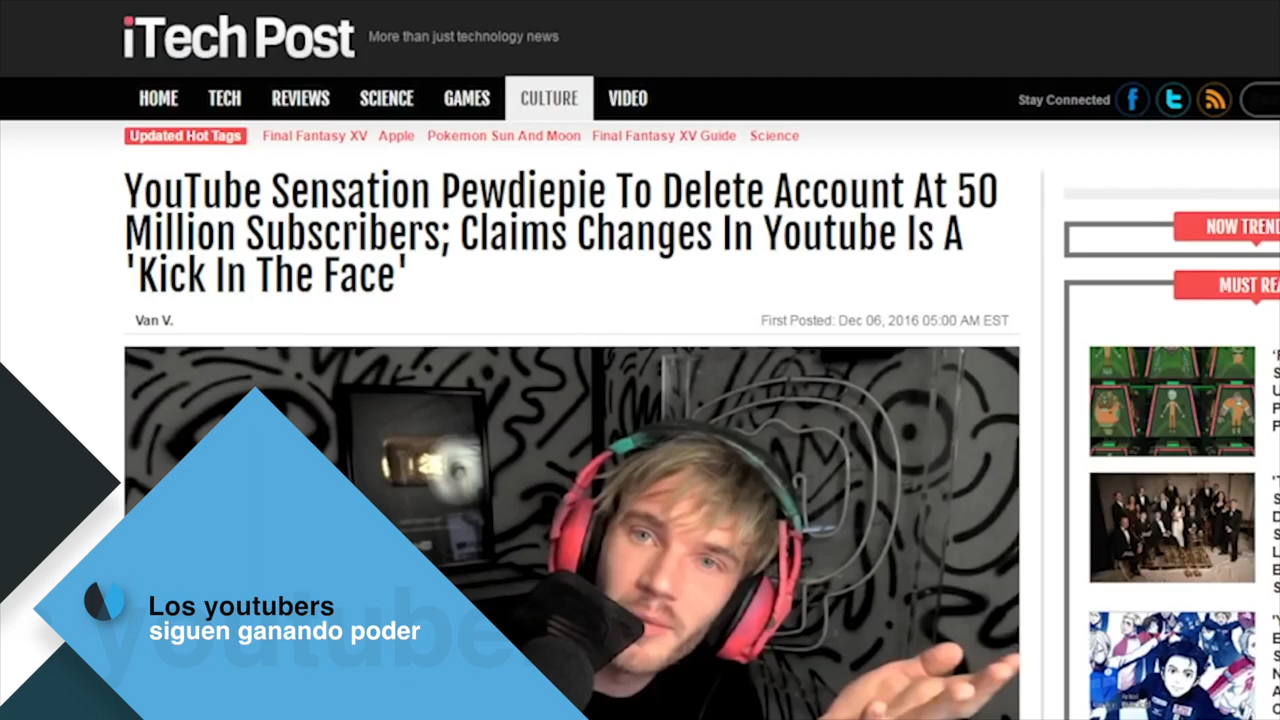 iTech Post
More than just technology news
HOME TECH REVIEWS SCIENCE GAMES CULTURE VIDEO
Stay Connected
Updated Hot Tags Final Fantasy XV Apple Pokemon Sun And Moon Final Fantasy XV Guide Science
YouTube Sensation Pewdiepie To Delete Account At 50
Million Subscribers; Claims Changes In Youtube Is A
'Kick In The Face'
Van V.
First Posted: Dec 06, 2016 05:00 AM EST
NOW TREND
MUST REA
youtube
Los youtubers
siguen ganando poder